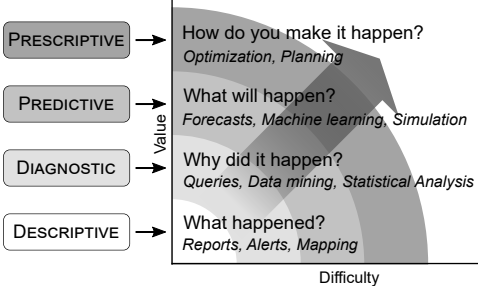 PRESCRIPTIVE
How do you make it happen?
Optimization, Planning
PREDICTIVE
What will happen?
Forecasts, Machine learning, Simulation
Value
DIAGNOSTIC
Why did it happen?
Queries, Data mining, Statistical Analysis
DESCRIPTIVE
What happened?
Reports, Alerts, Mapping
Difficulty